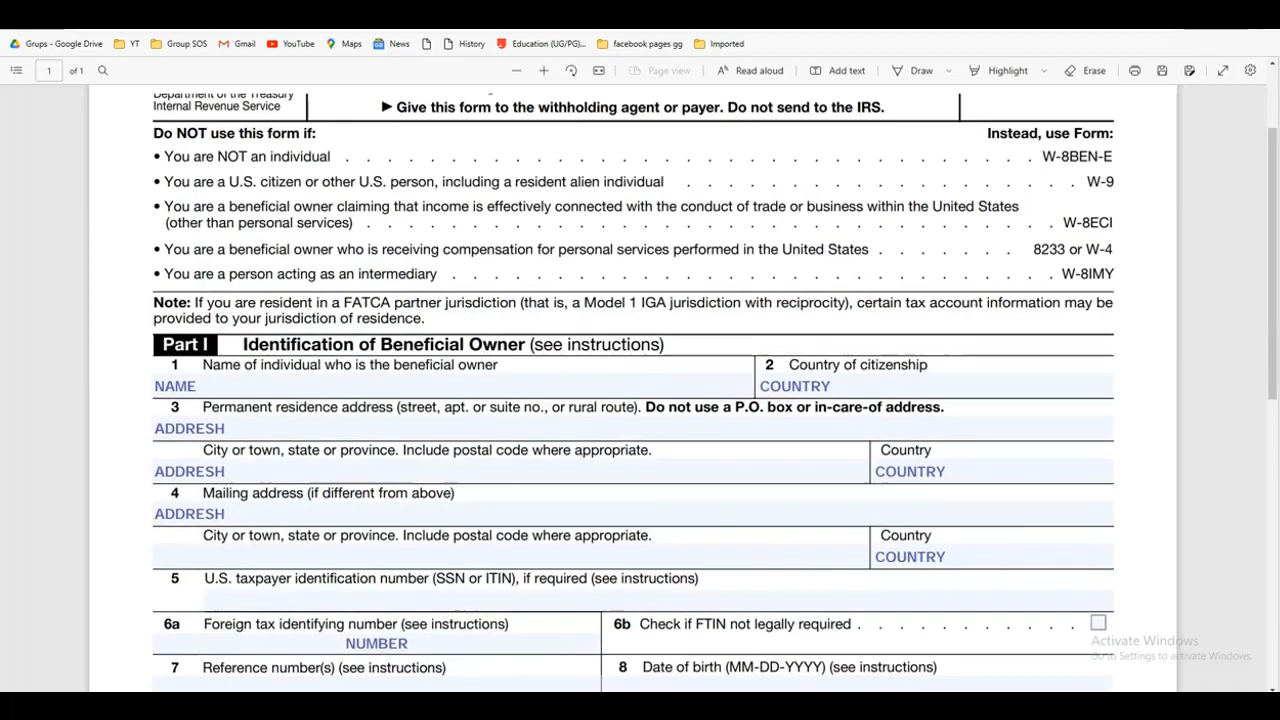 Grups - Google Drive YT Group SOS Gmail YouTube Maps News History Education (UG/PG)... facebook pages gg Imported
1 of 1 Page view Read aloud Add text Draw Highlight Erase
Department of the Treasury
Internal Revenue Service
▶ Give this form to the withholding agent or payer. Do not send to the IRS.
Do NOT use this form if: Instead, use Form:
• You are NOT an individual . . . . . . . . . . . . . . . . . . . . . . . . . . . . . . W-8BEN-E
• You are a U.S. citizen or other U.S. person, including a resident alien individual . . . . . . . . . . . . . . . . . W-9
• You are a beneficial owner claiming that income is effectively connected with the conduct of trade or business within the United States
(other than personal services) . . . . . . . . . . . . . . . . . . . . . . . . . . . . . W-8ECI
• You are a beneficial owner who is receiving compensation for personal services performed in the United States . . . . . . . 8233 or W-4
• You are a person acting as an intermediary . . . . . . . . . . . . . . . . . . . . . . . . . W-8IMY
Note: If you are resident in a FATCA partner jurisdiction (that is, a Model 1 IGA jurisdiction with reciprocity), certain tax account information may be
provided to your jurisdiction of residence.
Part I Identification of Beneficial Owner (see instructions)
1 Name of individual who is the beneficial owner 2 Country of citizenship
NAME COUNTRY
3 Permanent residence address (street, apt. or suite no., or rural route). Do not use a P.O. box or in-care-of address.
ADDRESH
City or town, state or province. Include postal code where appropriate. Country
ADDRESH COUNTRY
4 Mailing address (if different from above)
ADDRESH
City or town, state or province. Include postal code where appropriate. Country
COUNTRY
5 U.S. taxpayer identification number (SSN or ITIN), if required (see instructions)
6a Foreign tax identifying number (see instructions) 6b Check if FTIN not legally required . . . . . . . . . . .
NUMBER
Activate Windows
Go to Settings to activate Windows.
7 Reference number(s) (see instructions) 8 Date of birth (MM-DD-YYYY) (see instructions)